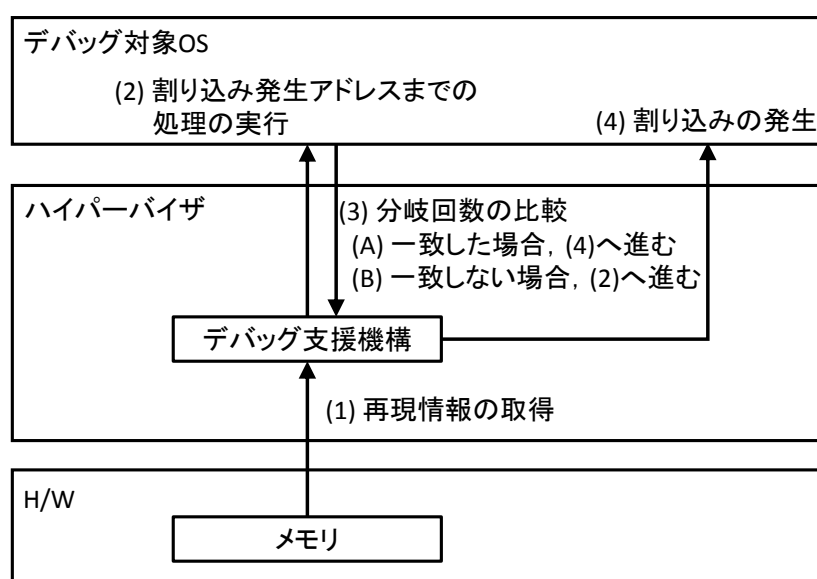 デバッグ対象OS
(2) 割り込み発生アドレスまでの
処理の実行
(4) 割り込みの発生
ハイパーバイザ
(3) 分岐回数の比較
(A) 一致した場合，(4)へ進む
(B) 一致しない場合，(2)へ進む
デバッグ支援機構
(1) 再現情報の取得
H/W
メモリ